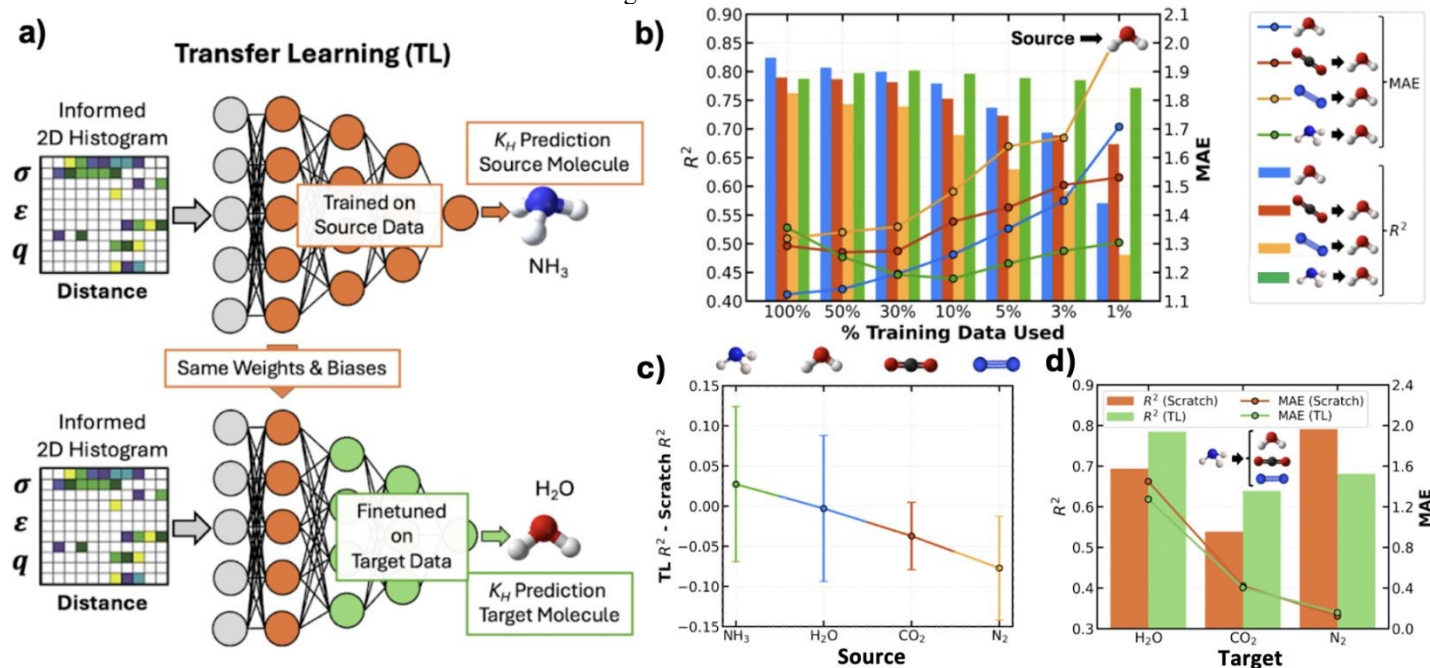 a)
Transfer Learning (TL)
Informed
2D Histogram
σ
ε
q
Distance
Trained on
Source Data
K_H Prediction
Source Molecule
NH₃
Same Weights & Biases
Informed
2D Histogram
σ
ε
q
Distance
Finetuned
on
Target Data
H₂O
K_H Prediction
Target Molecule
b)
0.90
0.85
0.80
0.75
0.70
0.65
0.60
0.55
0.50
0.45
0.40
R²
Source
2.1
2.0
1.9
1.8
1.7
1.6
1.5
1.4
1.3
1.2
1.1
MAE
100% 50% 30% 10% 5% 3% 1%
% Training Data Used
MAE
R²
c)
0.15
0.10
0.05
0.00
−0.05
−0.10
−0.15
TL R² - Scratch R²
NH₃ H₂O CO₂ N₂
Source
d)
0.9
0.8
0.7
0.6
0.5
0.4
0.3
R²
R² (Scratch) MAE (Scratch)
R² (TL) MAE (TL)
2.4
2.0
1.6
1.2
0.8
0.4
0.0
MAE
H₂O CO₂ N₂
Target